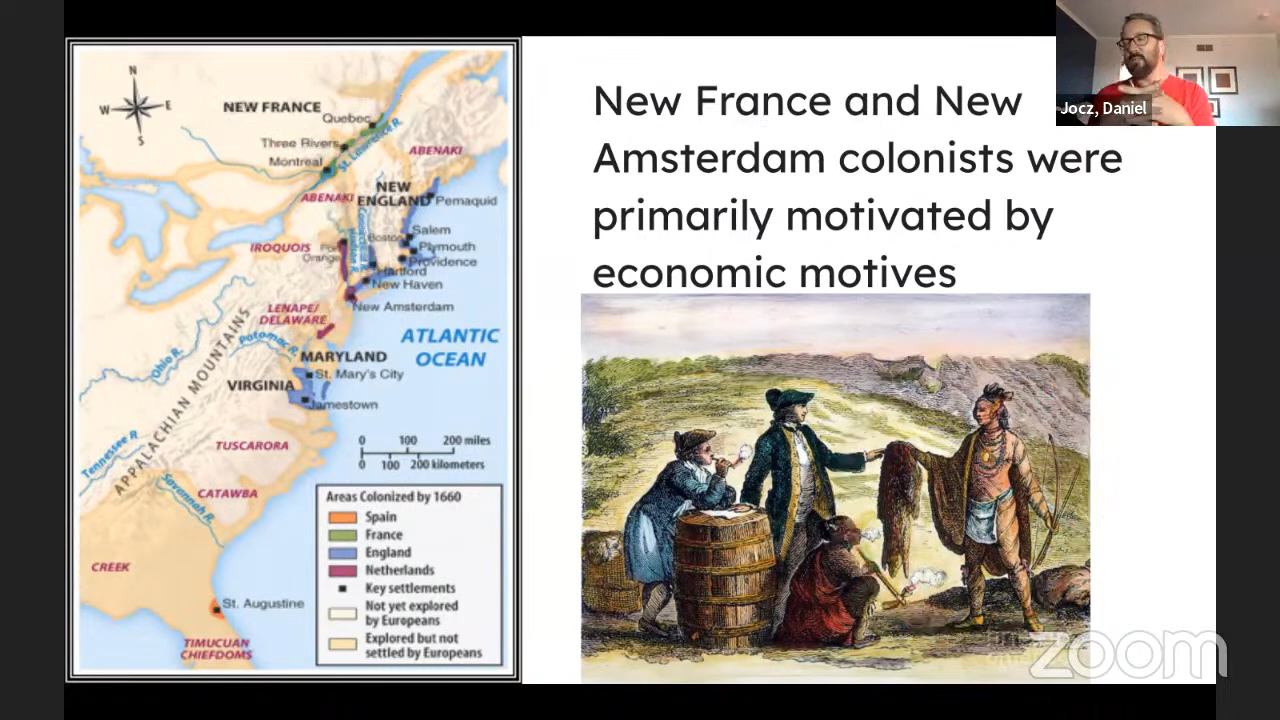 N
W E
S
NEW FRANCE
Quebec
Three Rivers
Montreal
St. Lawrence R.
ABENAKI
ABENAKI
NEW
ENGLAND
Pemaquid
IROQUOIS
Orange
Boston
Salem
Plymouth
Providence
Hartford
New Haven
New Amsterdam
LENAPE/
DELAWARE
Potomac R.
Ohio R.
APPALACHIAN MOUNTAINS
MARYLAND
St. Mary's City
VIRGINIA
Jamestown
ATLANTIC
OCEAN
Tennessee R.
TUSCARORA
CATAWBA
Savannah R.
CREEK
St. Augustine
TIMUCUAN
CHIEFDOMS
0 100 200 miles
0 100 200 kilometers
Areas Colonized by 1660
Spain
France
England
Netherlands
Key settlements
Not yet explored
by Europeans
Explored but not
settled by Europeans
New France and New
Amsterdam colonists were
primarily motivated by
economic motives
Jocz, Daniel
zoom